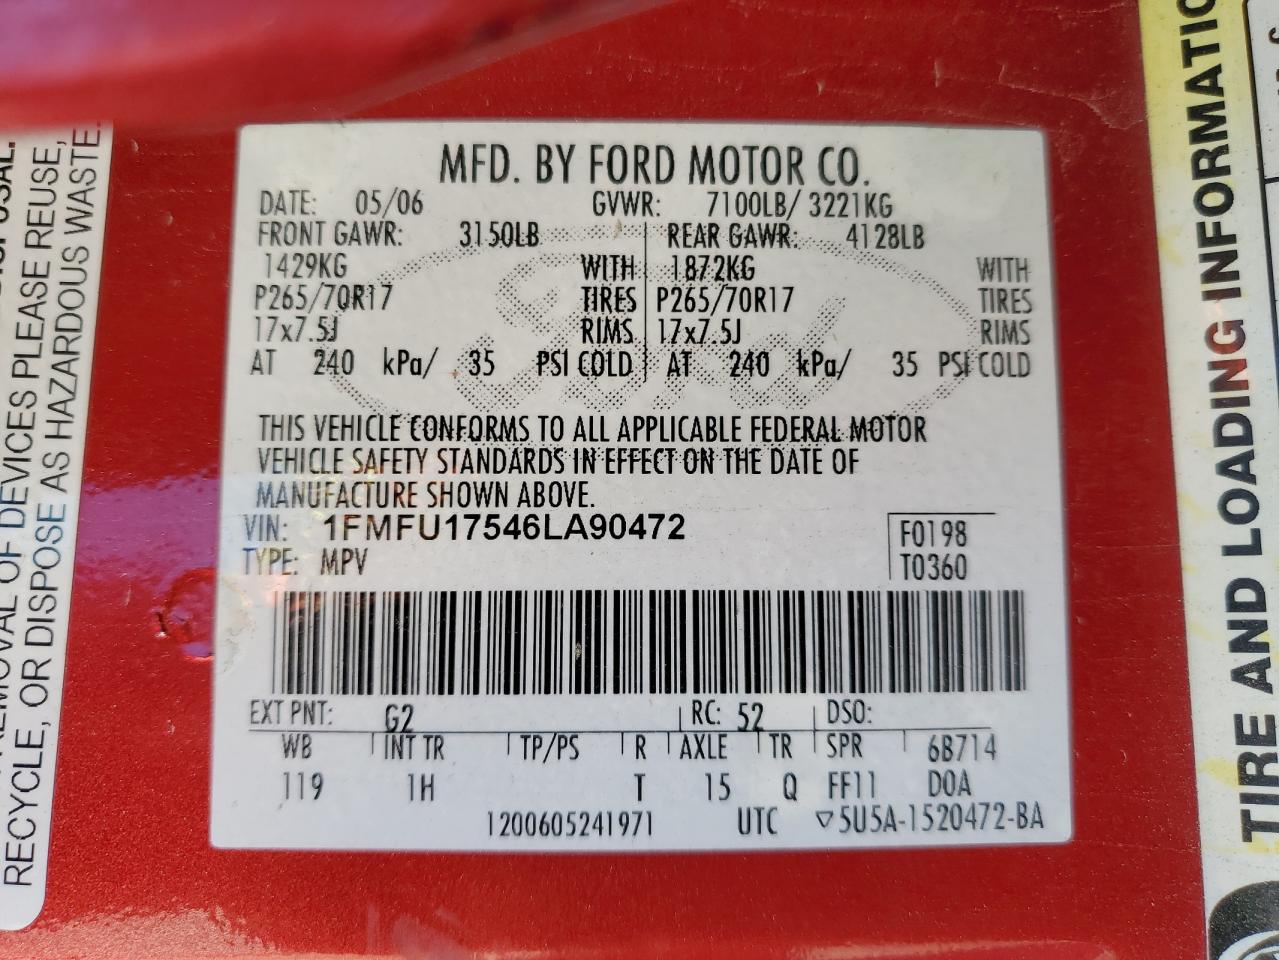 MFD. BY FORD MOTOR CO.
DATE: 05/06 GVWR: 7100LB/ 3221KG
FRONT GAWR: 3150LB REAR GAWR: 4128LB
1429KG WITH 1872KG WITH
P265/70R17 TIRES P265/70R17 TIRES
17x7.5J RIMS 17x7.5J RIMS
AT 240 kPa/ 35 PSI COLD AT 240 kPa/ 35 PSI COLD
THIS VEHICLE CONFORMS TO ALL APPLICABLE FEDERAL MOTOR
VEHICLE SAFETY STANDARDS IN EFFECT ON THE DATE OF
MANUFACTURE SHOWN ABOVE.
VIN: 1FMFU17546LA90472
TYPE: MPV
F0198
T0360
EXT PNT: G2 RC: 52 DSO:
WB INT TR TP/PS R AXLE TR SPR 6B714
119 1H T 15 Q FF11 DOA
1200605241971 UTC ▽5U5A-1520472-BA
REMOVAL OF DEVICES PLEASE REUSE,
RECYCLE, OR DISPOSE AS HAZARDOUS WASTE.
TIRE AND LOADING INFORMATIO
Ford